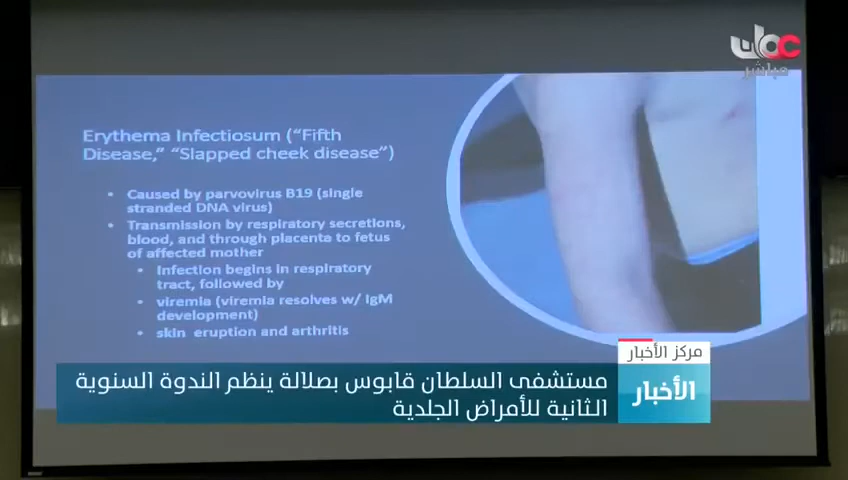 عمان
مباشر
Erythema Infectiosum (“Fifth
Disease,” “Slapped cheek disease”)
• Caused by parvovirus B19 (single
stranded DNA virus)
• Transmission by respiratory secretions,
blood, and through placenta to fetus
of affected mother
• Infection begins in respiratory
tract, followed by
• viremia (viremia resolves w/ IgM
development)
• skin eruption and arthritis
مركز الأخبار
الأخبار
مستشفى السلطان قابوس بصلالة ينظم الندوة السنوية
الثانية للأمراض الجلدية